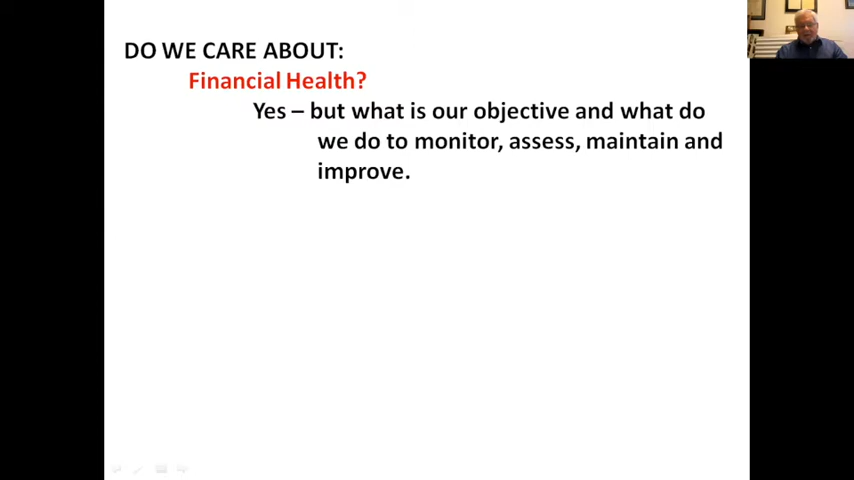 DO WE CARE ABOUT:
Financial Health?
Yes – but what is our objective and what do
we do to monitor, assess, maintain and
improve.